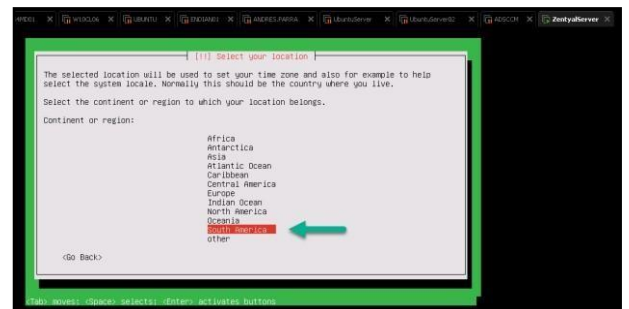 W10CL06 UBUNTU ENDIAN01 ANDRES.PARRA UbuntuServer UbuntuServer02 ADSCCM ZentyalServer
[!!] Select your location
The selected location will be used to set your time zone and also for example to help
select the system locale. Normally this should be the country where you live.
Select the continent or region to which your location belongs.
Continent or region:
Africa
Antarctica
Asia
Atlantic Ocean
Caribbean
Central America
Europe
Indian Ocean
North America
Oceania
South America
other
<Go Back>
<Tab> moves; <Space> selects; <Enter> activates buttons